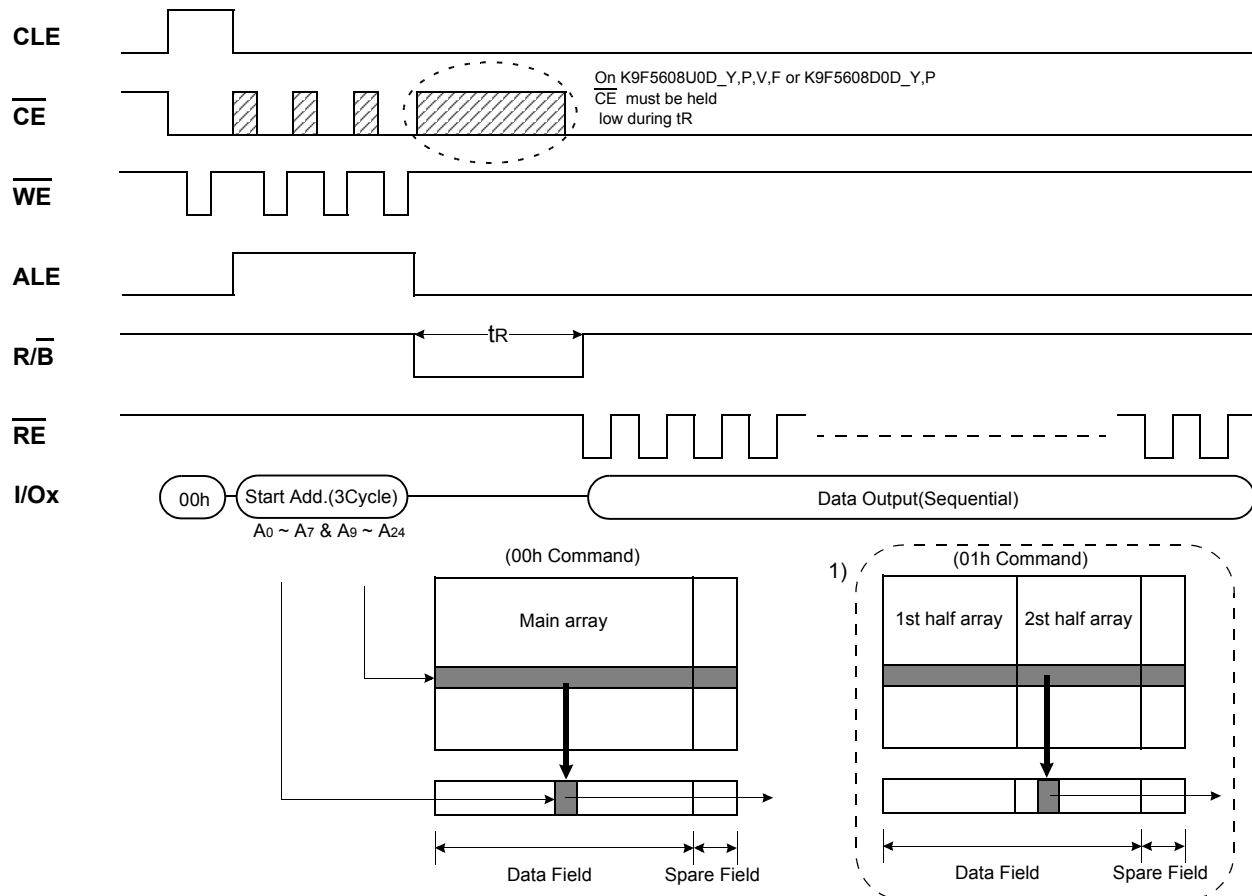 CLE
On K9F5608U0D_Y,P,V,F or K9F5608D0D_Y,P
CE must be held
low during tR
CE
WE
ALE
R/B
tR
RE
I/Ox
00h
Start Add.(3Cycle)
Data Output(Sequential)
A0 ~ A7 & A9 ~ A24
(00h Command)
1)
(01h Command)
Main array
1st half array
2st half array
Data Field
Spare Field
Data Field
Spare Field